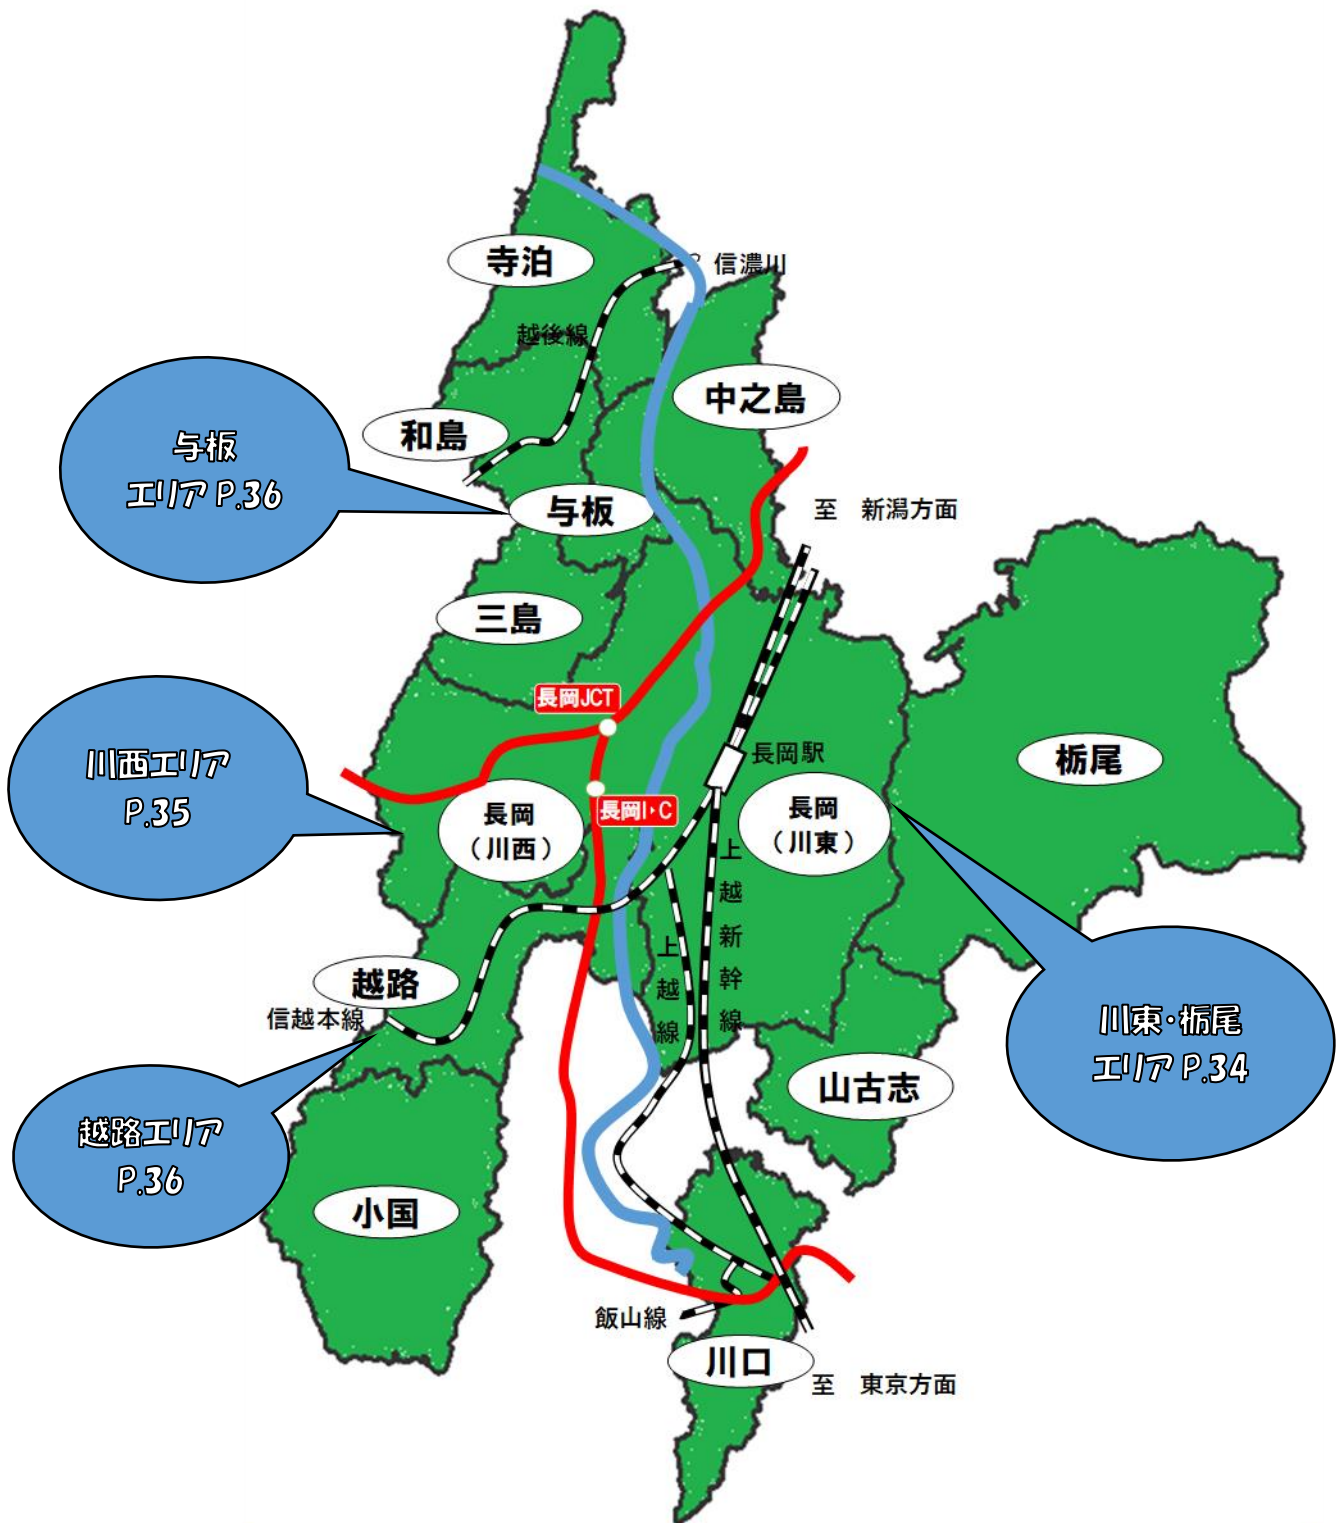 寺泊
信濃川
越後線
中之島
和島
与板
エリア P.36
与板
至　新潟方面
三島
長岡JCT
川西エリア
P.35
長岡駅
栃尾
長岡I・C
長岡
（川西）
長岡
（川東）
上越新幹線
上越線
越路
信越本線
川東・栃尾
エリア P.34
山古志
越路エリア
P.36
小国
飯山線
川口
至　東京方面